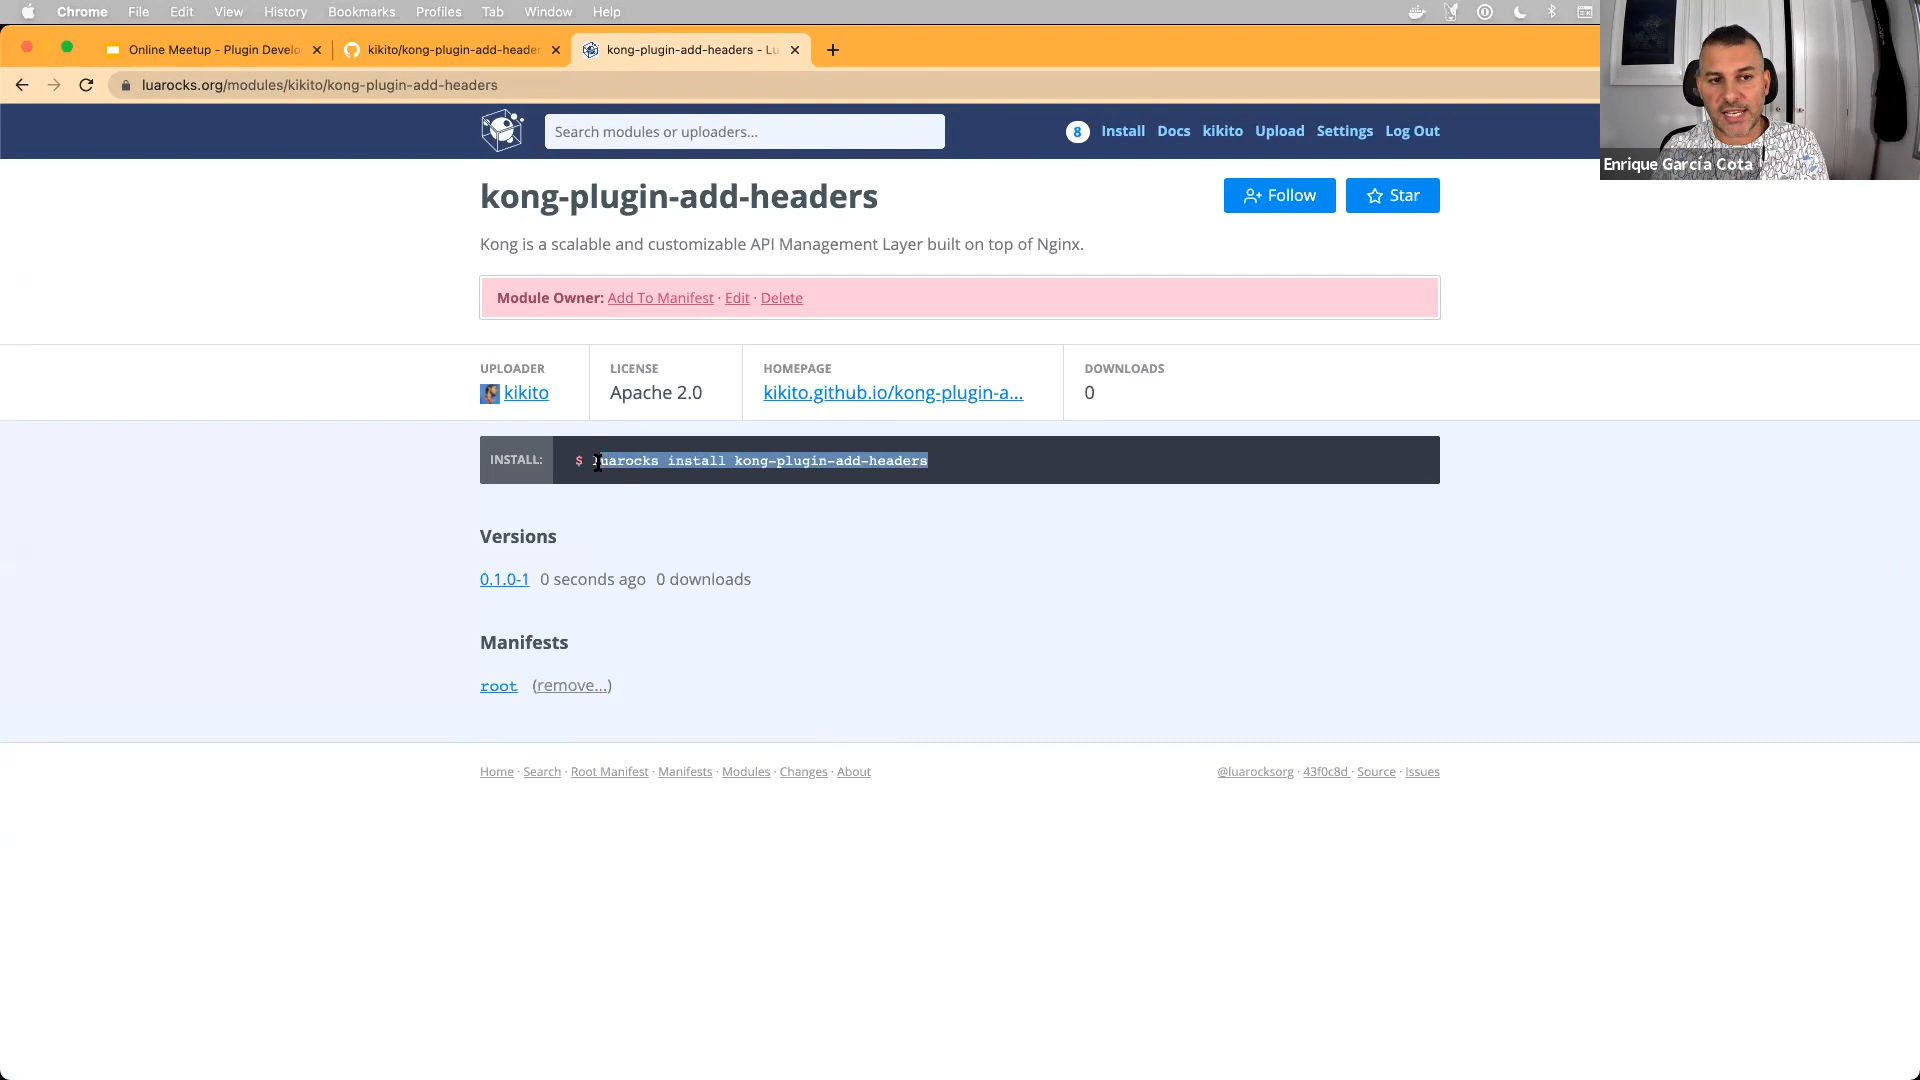 Chrome File Edit View History Bookmarks Profiles Tab Window Help
Online Meetup - Plugin Develo
kikito/kong-plugin-add-header
kong-plugin-add-headers - Lu
luarocks.org/modules/kikito/kong-plugin-add-headers
Search modules or uploaders...
8 Install Docs kikito Upload Settings Log Out
Enrique García Cota
kong-plugin-add-headers
Follow
Star
Kong is a scalable and customizable API Management Layer built on top of Nginx.
Module Owner: Add To Manifest · Edit · Delete
UPLOADER
kikito
LICENSE
Apache 2.0
HOMEPAGE
kikito.github.io/kong-plugin-a...
DOWNLOADS
0
INSTALL: $ luarocks install kong-plugin-add-headers
Versions
0.1.0-1 0 seconds ago 0 downloads
Manifests
root (remove...)
Home · Search · Root Manifest · Manifests · Modules · Changes · About
@luarocksorg · 43f0c8d · Source · Issues